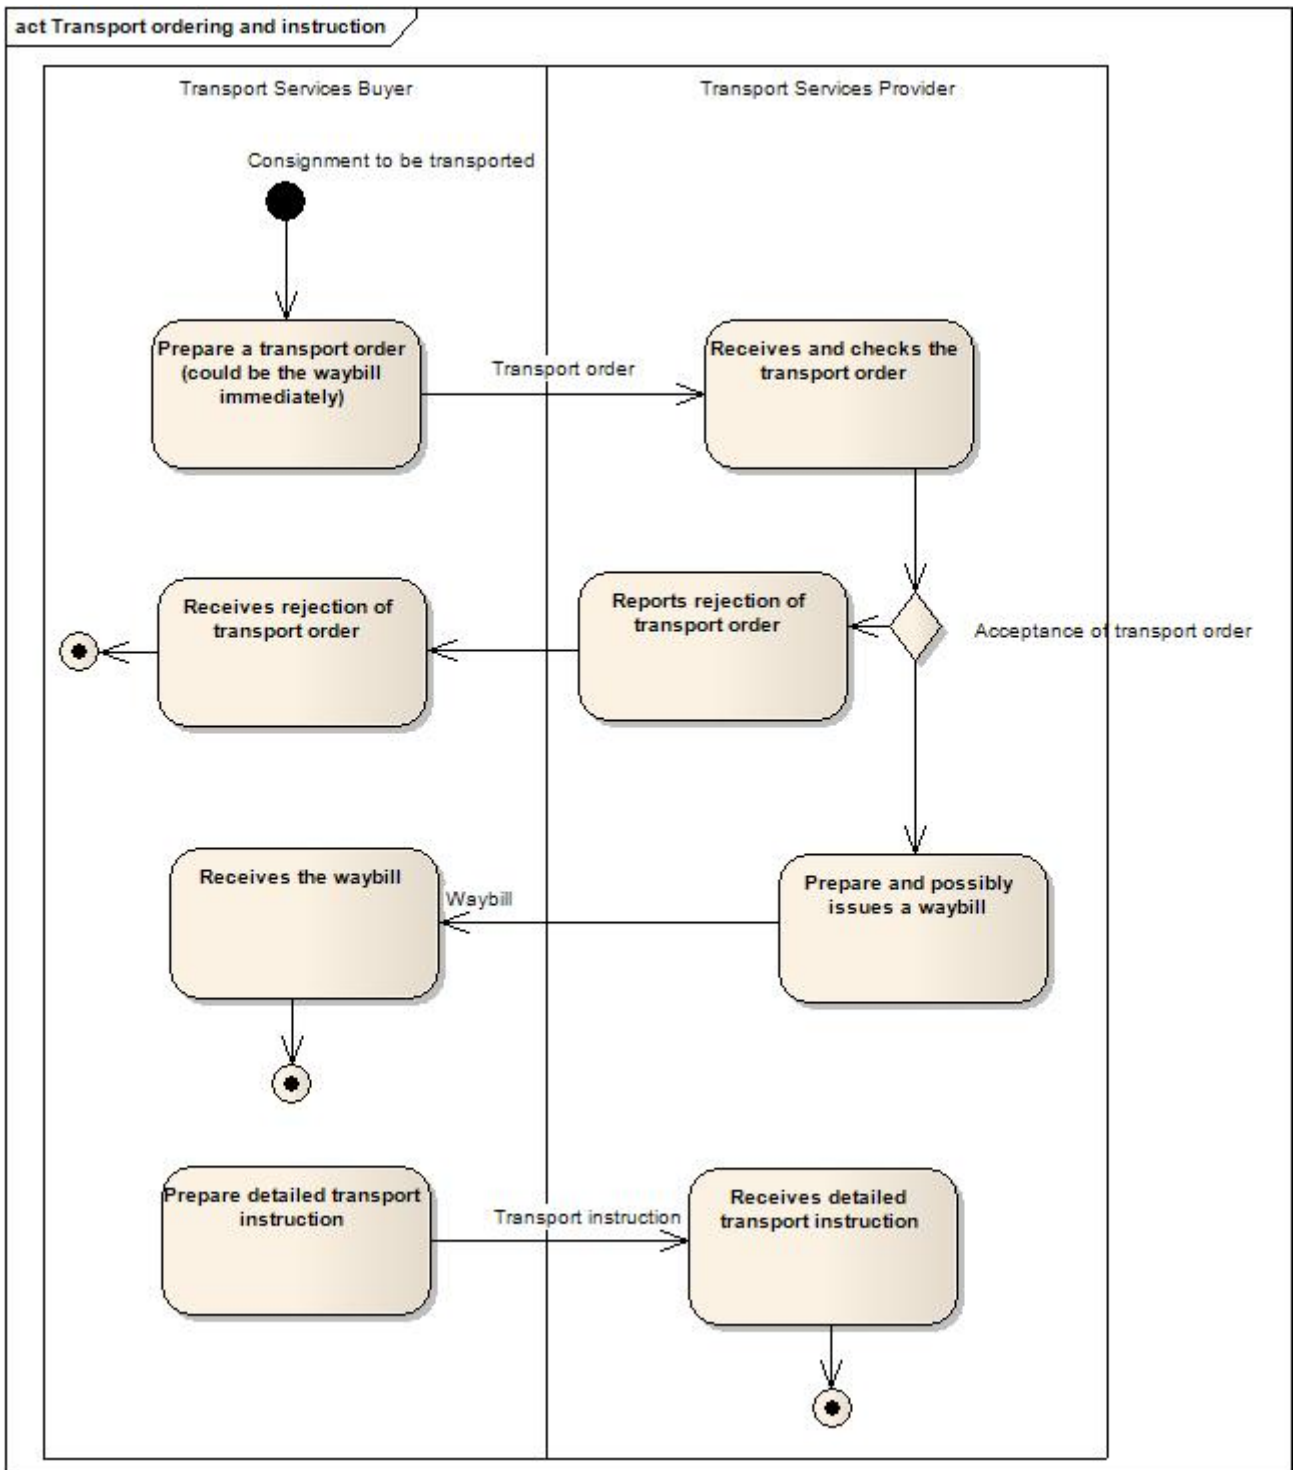 act Transport ordering and instruction
Transport Services Buyer
Transport Services Provider
Consignment to be transported
Prepare a transport order
(could be the waybill
immediately)
Transport order
Receives and checks the
transport order
Receives rejection of
transport order
Reports rejection of
transport order
Acceptance of transport order
Receives the waybill
Waybill
Prepare and possibly
issues a waybill
Prepare detailed transport
instruction
Transport instruction
Receives detailed
transport instruction